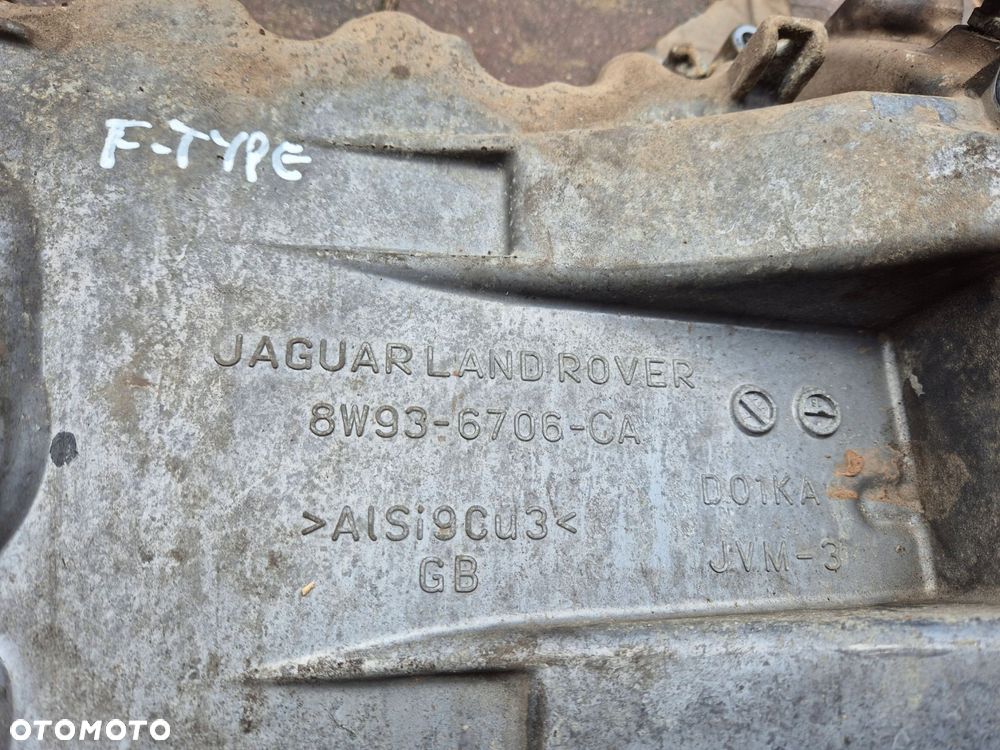 F-TYPE
JAGUAR LAND ROVER
8W93-6706-CA
D01KA
>AlSi9Cu3<
JVM-3
GB
OTOMOTO